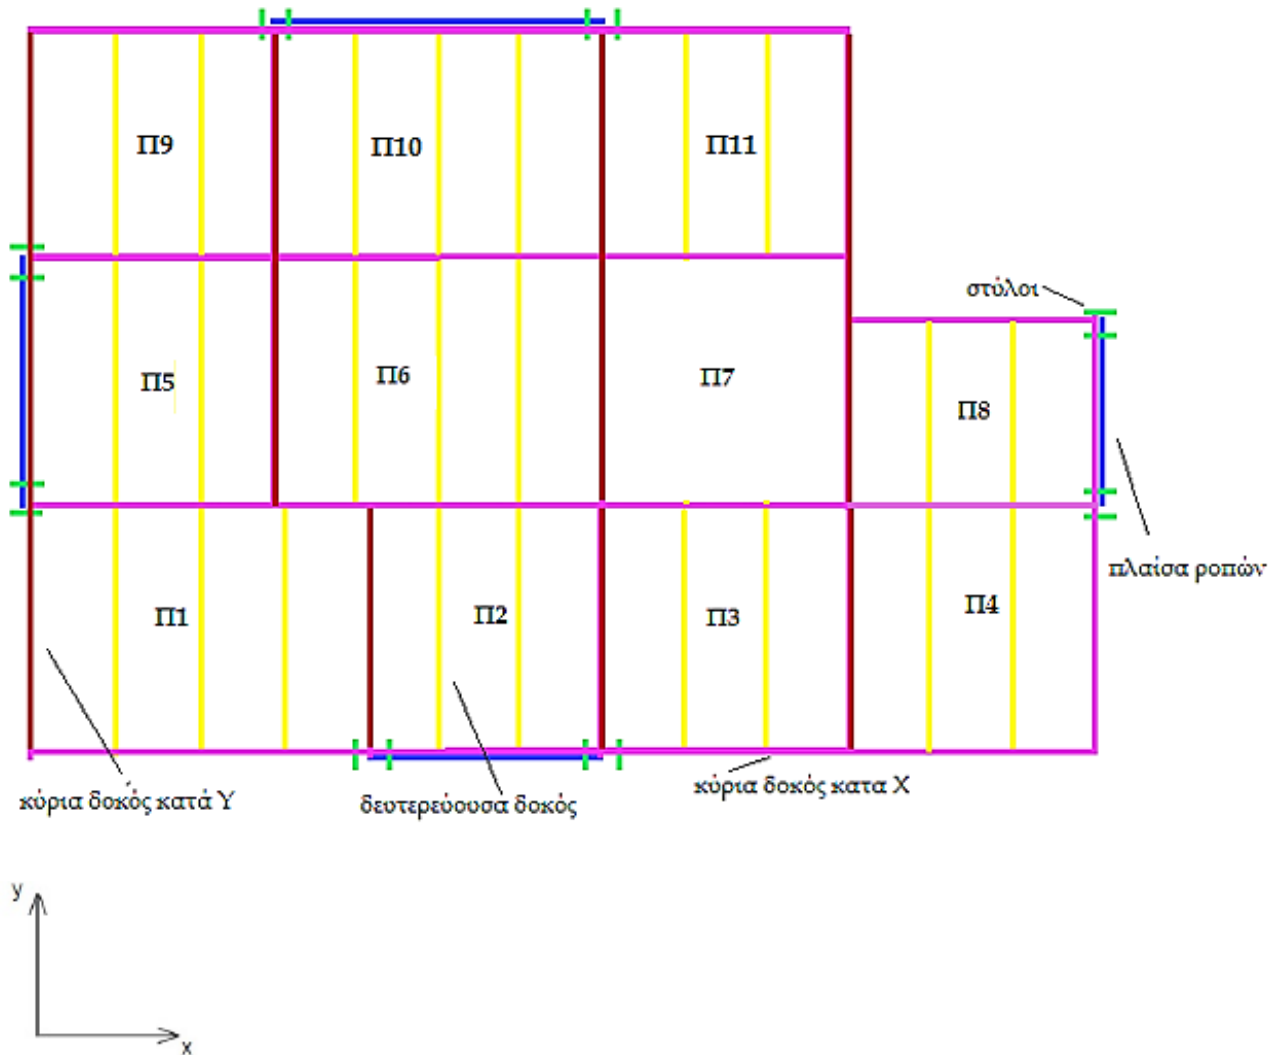 Π9
Π10
Π11
στύλοι
Π5
Π6
Π7
Π8
Π1
Π2
Π3
Π4
πλαίσα ροπών
κύρια δοκός κατά Υ
δευτερεύουσα δοκός
κύρια δοκός κατα Χ
y
x